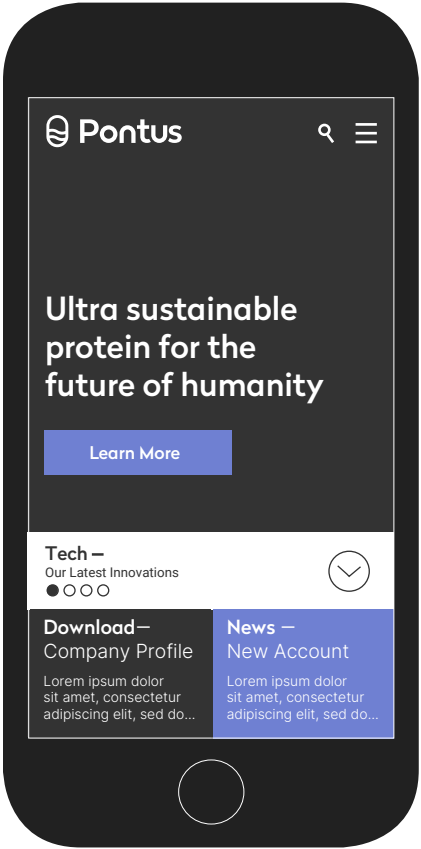 Pontus
Ultra sustainable
protein for the
future of humanity
Learn More
Tech –
Our Latest Innovations
Download–
Company Profile
Lorem ipsum dolor
sit amet, consectetur
adipiscing elit, sed do...
News –
New Account
Lorem ipsum dolor
sit amet, consectetur
adipiscing elit, sed do...